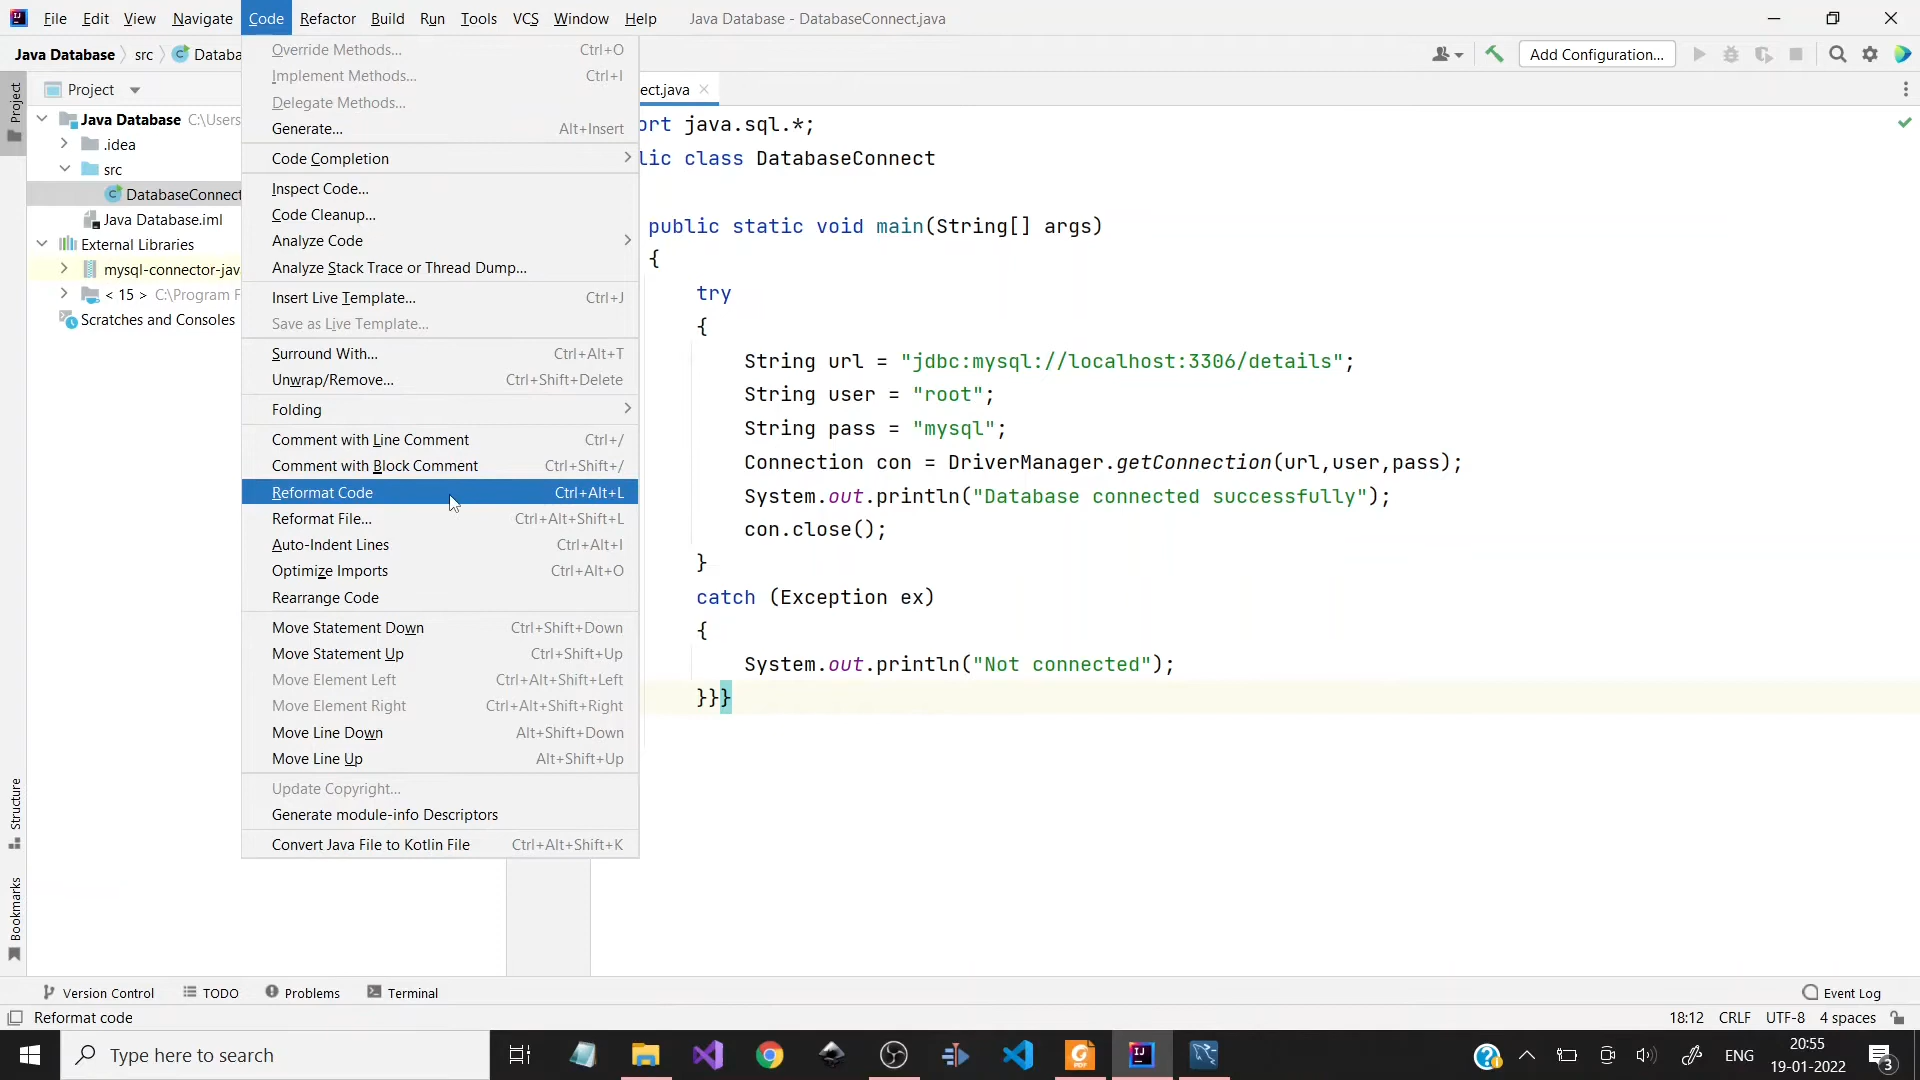 File Edit View Navigate Code Refactor Build Run Tools VCS Window Help Java Database - DatabaseConnect.java
Java Database src Databa
Add Configuration...
Project
Project
Java Database C:\Users
.idea
src
DatabaseConnect
Java Database.iml
External Libraries
mysql-connector-jav
< 15 > C:\Program F
Scratches and Consoles
Structure
Bookmarks
Override Methods... Ctrl+O
Implement Methods... Ctrl+I
Delegate Methods...
Generate... Alt+Insert
Code Completion
Inspect Code...
Code Cleanup...
Analyze Code
Analyze Stack Trace or Thread Dump...
Insert Live Template... Ctrl+J
Save as Live Template...
Surround With... Ctrl+Alt+T
Unwrap/Remove... Ctrl+Shift+Delete
Folding
Comment with Line Comment Ctrl+/
Comment with Block Comment Ctrl+Shift+/
Reformat Code Ctrl+Alt+L
Reformat File... Ctrl+Alt+Shift+L
Auto-Indent Lines Ctrl+Alt+I
Optimize Imports Ctrl+Alt+O
Rearrange Code
Move Statement Down Ctrl+Shift+Down
Move Statement Up Ctrl+Shift+Up
Move Element Left Ctrl+Alt+Shift+Left
Move Element Right Ctrl+Alt+Shift+Right
Move Line Down Alt+Shift+Down
Move Line Up Alt+Shift+Up
Update Copyright...
Generate module-info Descriptors
Convert Java File to Kotlin File Ctrl+Alt+Shift+K
ect.java
ort java.sql.*;
lic class DatabaseConnect
public static void main(String[] args)
{
try
{
String url = "jdbc:mysql://localhost:3306/details";
String user = "root";
String pass = "mysql";
Connection con = DriverManager.getConnection(url,user,pass);
System.out.println("Database connected successfully");
con.close();
}
catch (Exception ex)
{
System.out.println("Not connected");
}}}
Version Control TODO Problems Terminal Event Log
Reformat code 18:12 CRLF UTF-8 4 spaces
Type here to search
ENG
20:55
19-01-2022
3